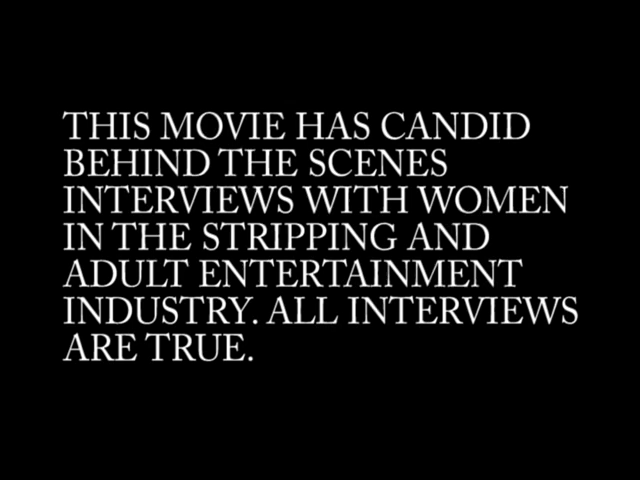 THIS MOVIE HAS CANDID
BEHIND THE SCENES
INTERVIEWS WITH WOMEN
IN THE STRIPPING AND
ADULT ENTERTAINMENT
INDUSTRY. ALL INTERVIEWS
ARE TRUE.